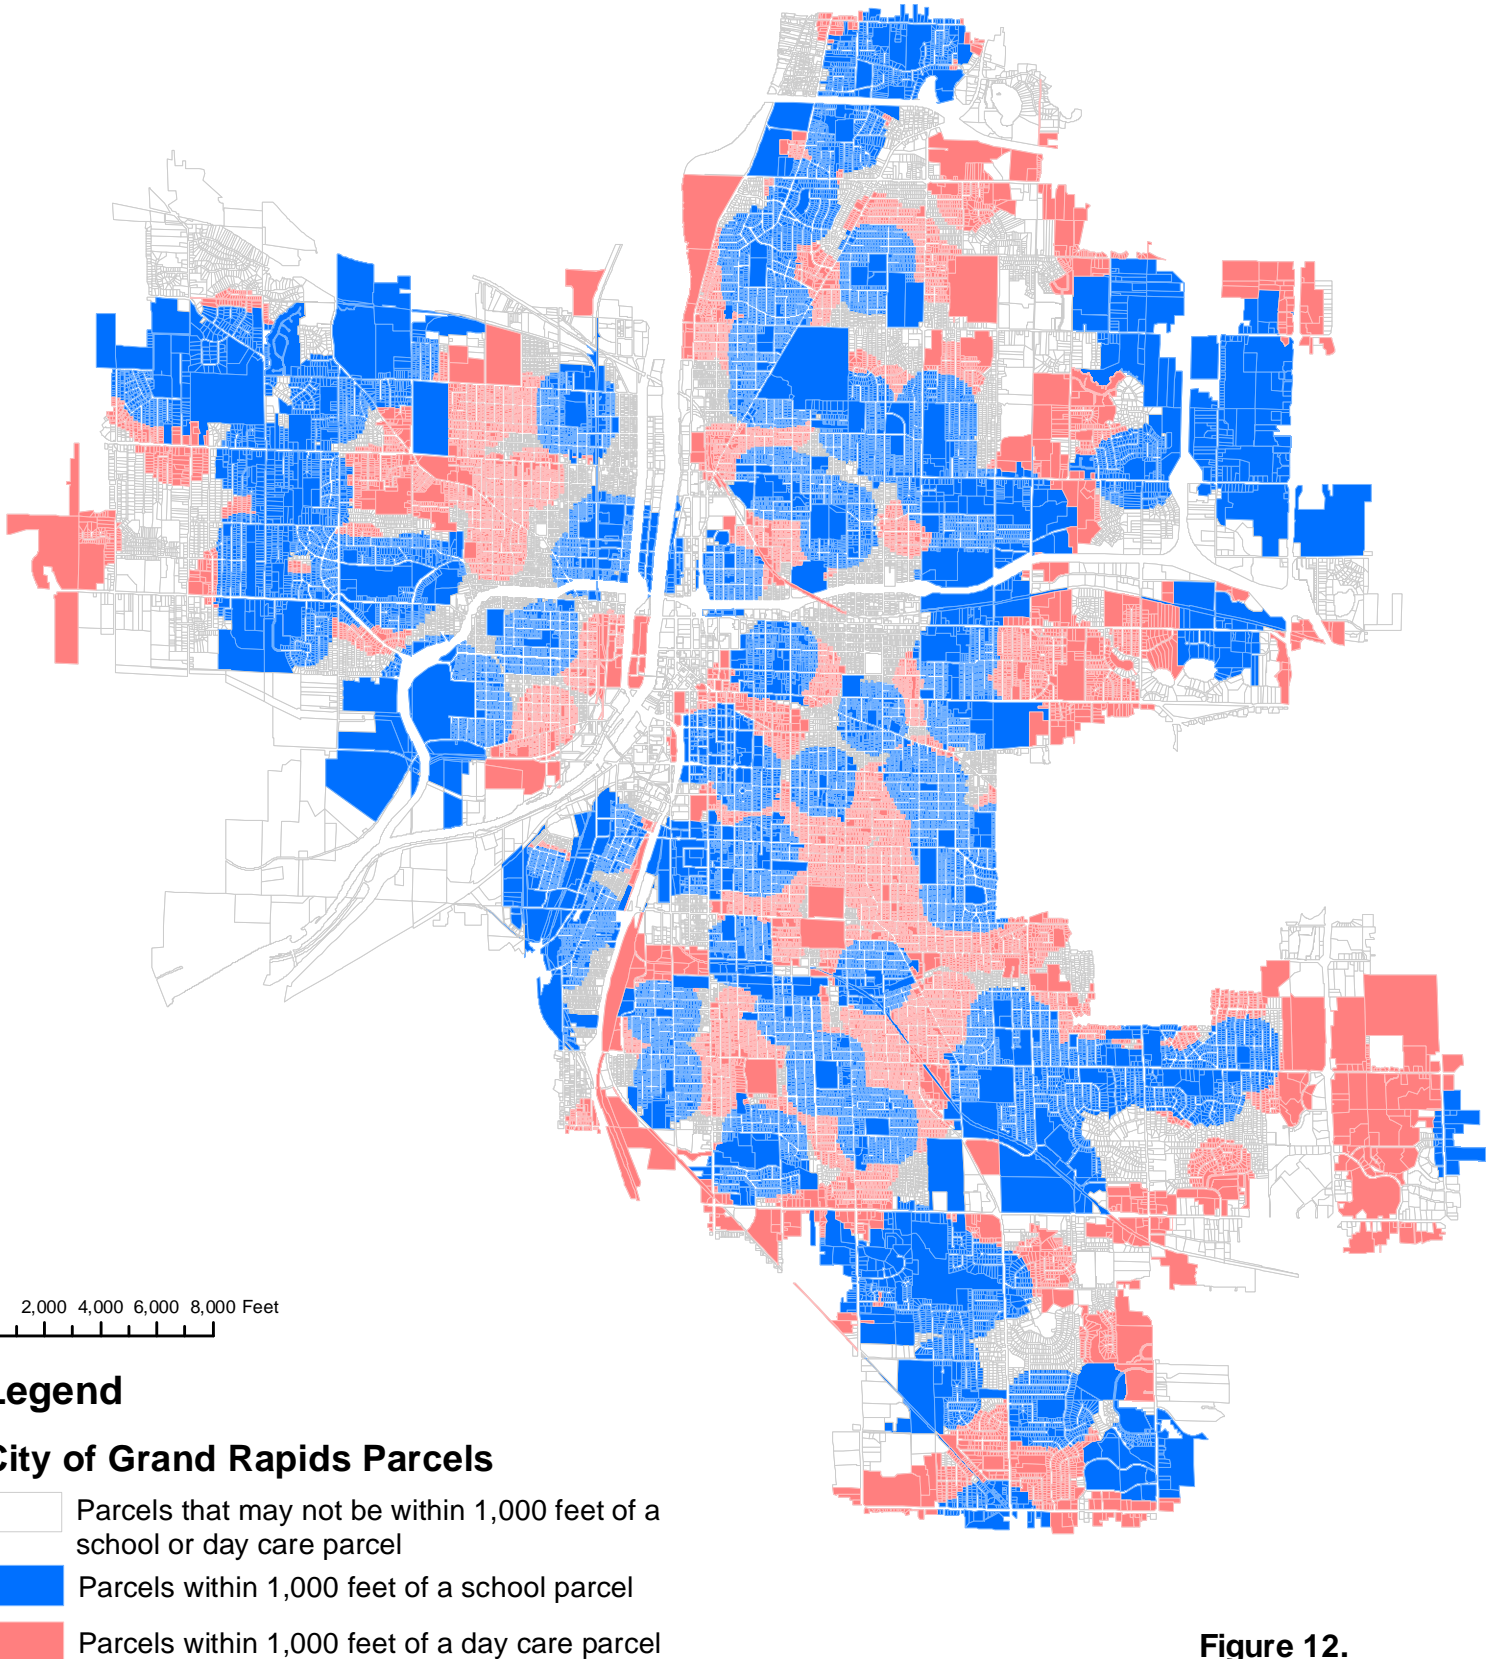 2,000 4,000 6,000 8,000 Feet
Legend
City of Grand Rapids Parcels
Parcels that may not be within 1,000 feet of a
school or day care parcel
Parcels within 1,000 feet of a school parcel
Parcels within 1,000 feet of a day care parcel
Figure 12.